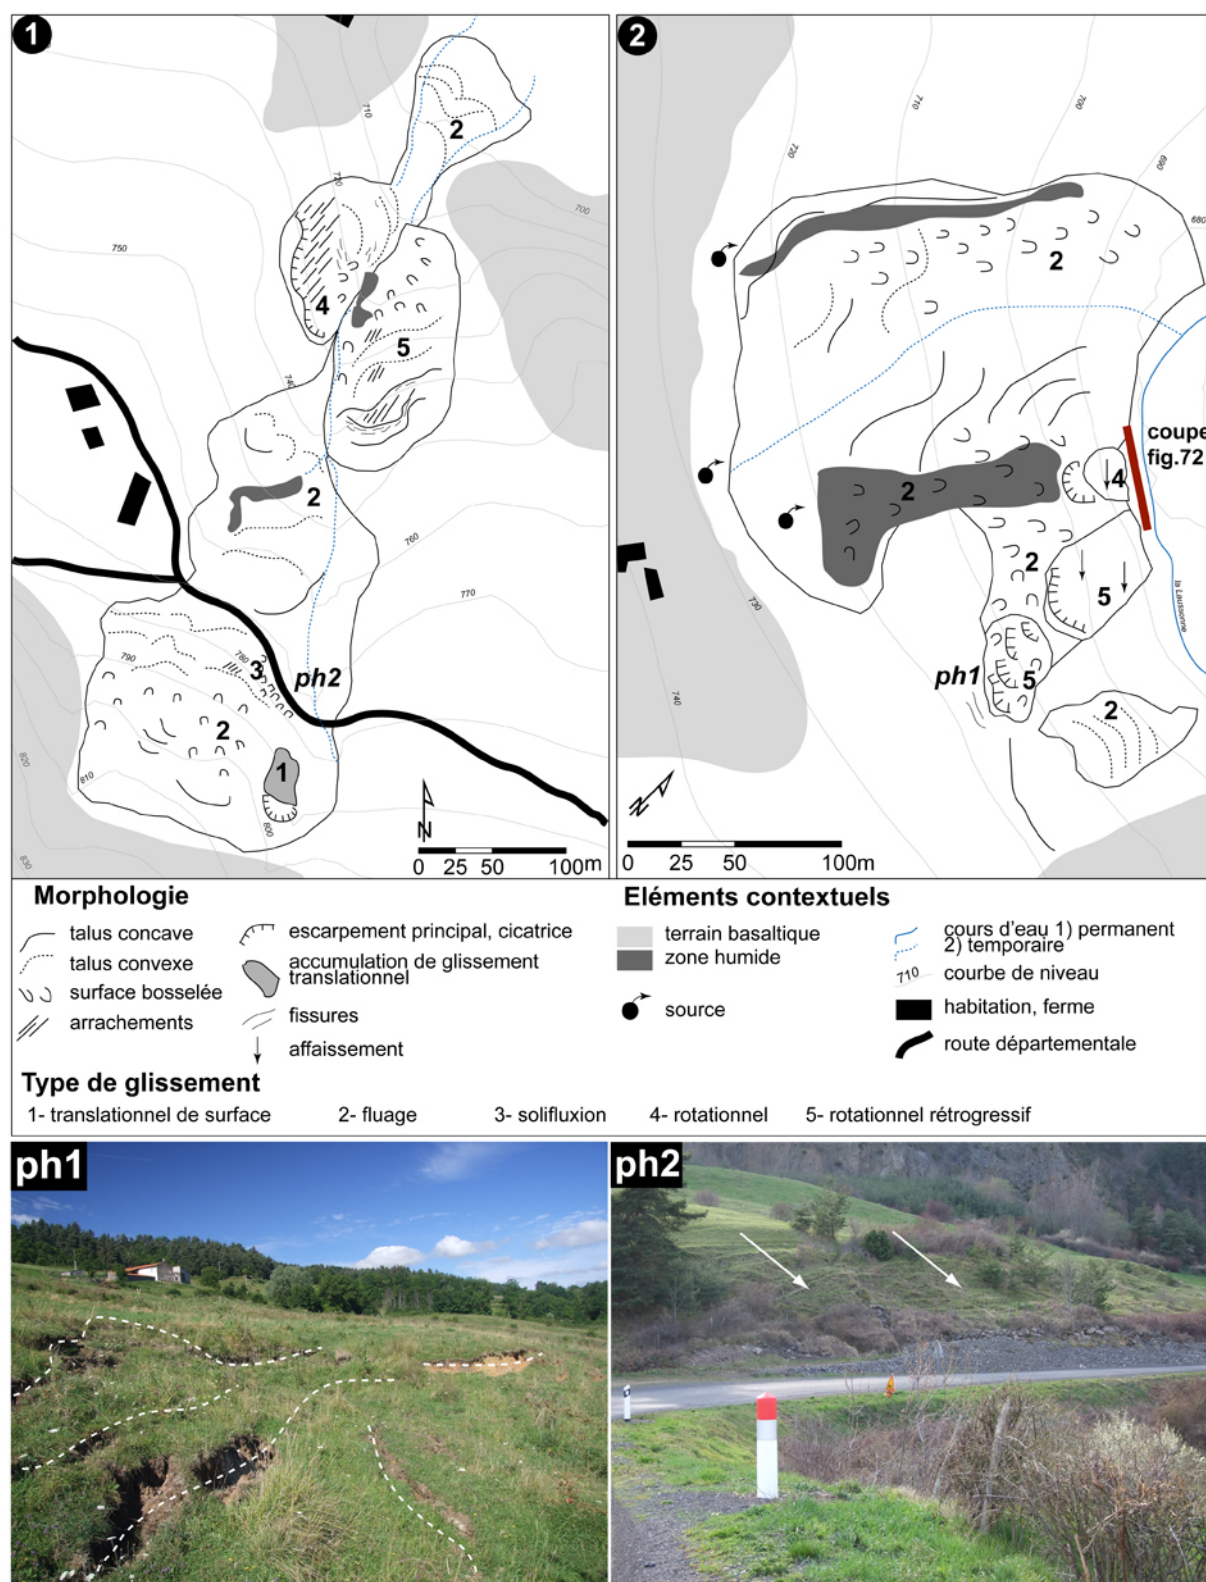 1
2
710
2
720
700
750
4
5
740
2
760
770
780
3
790
ph2
2
820
1
810
800
830
N
0 25 50 100m
720
710
700
690
680
2
coupe
fig.72
4
2
2
5
730
la Laussonne
ph1
5
2
740
N
0 25 50 100m
Morphologie
talus concave
talus convexe
surface bosselée
arrachements
escarpement principal, cicatrice
accumulation de glissement
translationnel
fissures
affaissement
Eléments contextuels
terrain basaltique
zone humide
source
cours d'eau 1) permanent
2) temporaire
710 courbe de niveau
habitation, ferme
route départementale
Type de glissement
1- translationnel de surface 2- fluage 3- solifluxion 4- rotationnel 5- rotationnel rétrogressif
ph1
ph2